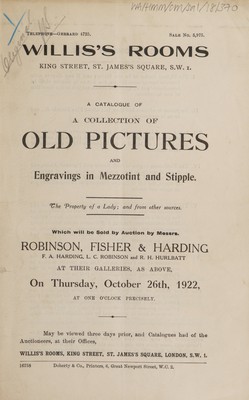 Telephone—Gerrard 4725. Sale No. 2,975.
WILLIS'S ROOMS
KING STREET, ST. JAMES'S SQUARE, S.W. 1.
A CATALOGUE OF
A COLLECTION OF
OLD PICTURES
AND
Engravings in Mezzotint and Stipple.
The Property of a Lady; and from other sources.
Which will be Sold by Auction by Messrs.
ROBINSON, FISHER & HARDING
F. A. HARDING, L. C. ROBINSON and R. H. HURLBATT
AT THEIR GALLERIES, AS ABOVE,
On Thursday, October 26th, 1922,
AT ONE O'CLOCK PRECISELY.
May be viewed three days prior, and Catalogues had of the
Auctioneers, at their Offices,
WILLIS'S ROOMS, KING STREET, ST. JAMES'S SQUARE, LONDON, S.W. 1.
Doherty & Co., Printers, 6, Great Newport Street, W.C. 2.